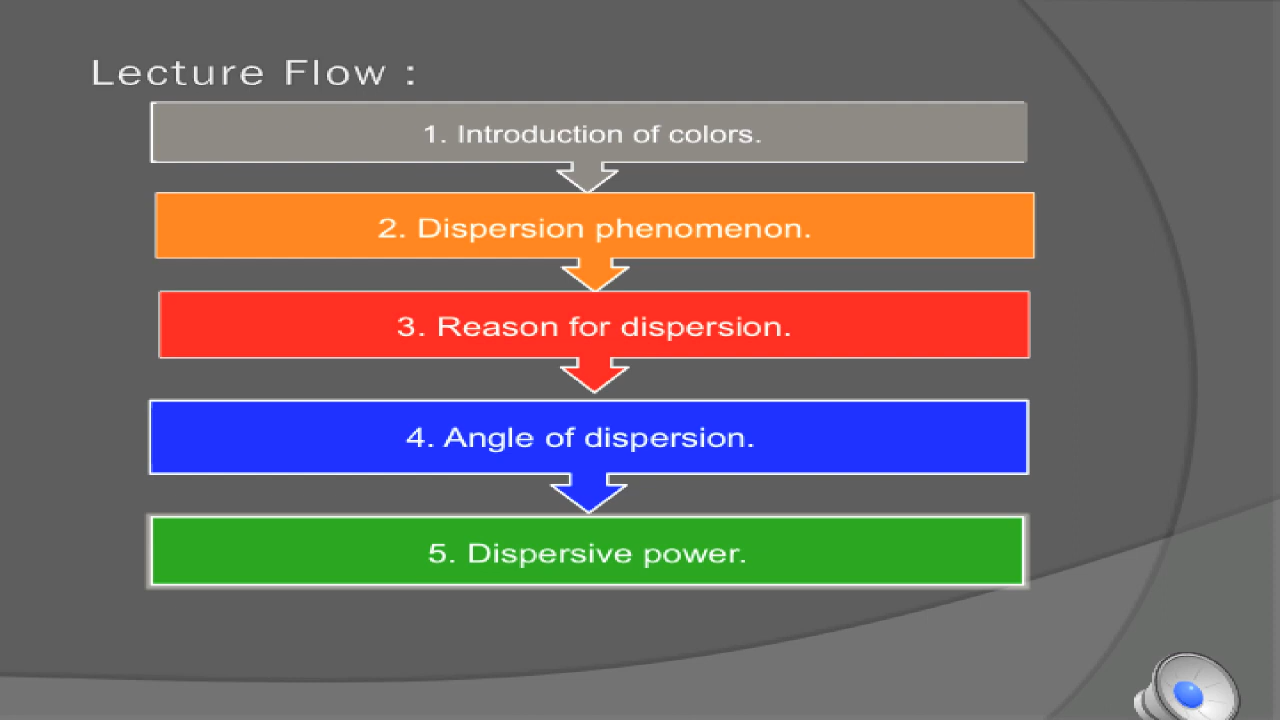 Lecture Flow :
1. Introduction of colors.
2. Dispersion phenomenon.
3. Reason for dispersion.
4. Angle of dispersion.
5. Dispersive power.